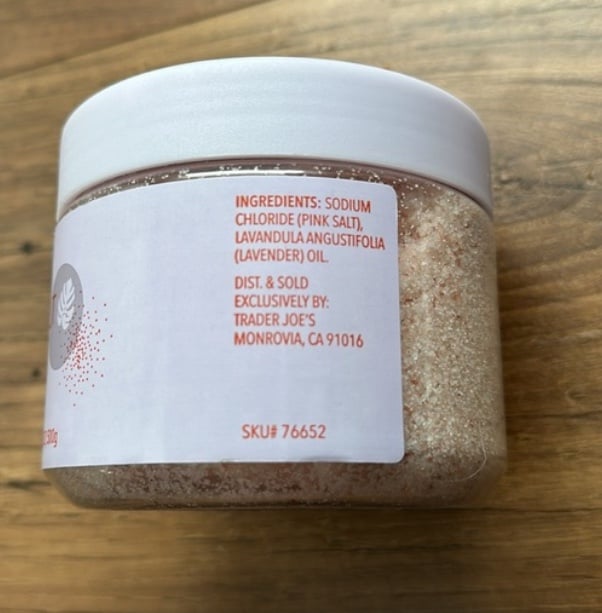 INGREDIENTS: SODIUM
CHLORIDE (PINK SALT),
LAVANDULA ANGUSTIFOLIA
(LAVENDER) OIL.
DIST. & SOLD
EXCLUSIVELY BY:
TRADER JOE'S
MONROVIA, CA 91016
SKU# 76652